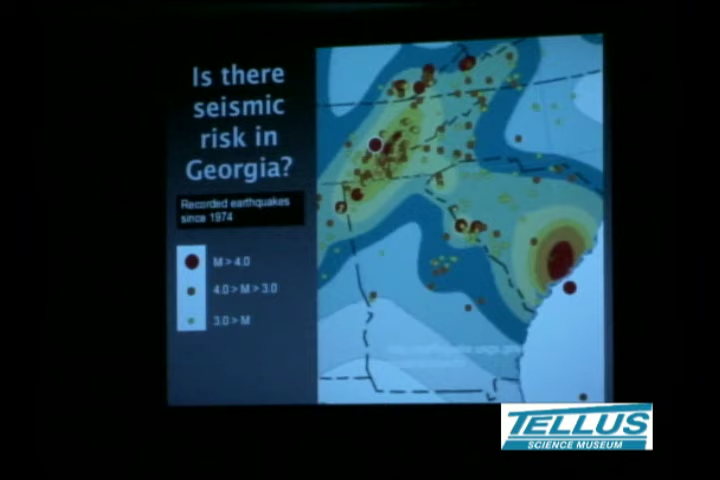 Is there
seismic
risk in
Georgia?
Recorded earthquakes
since 1974
M > 4.0
4.0 > M > 3.0
3.0 > M
TELLUS
SCIENCE MUSEUM